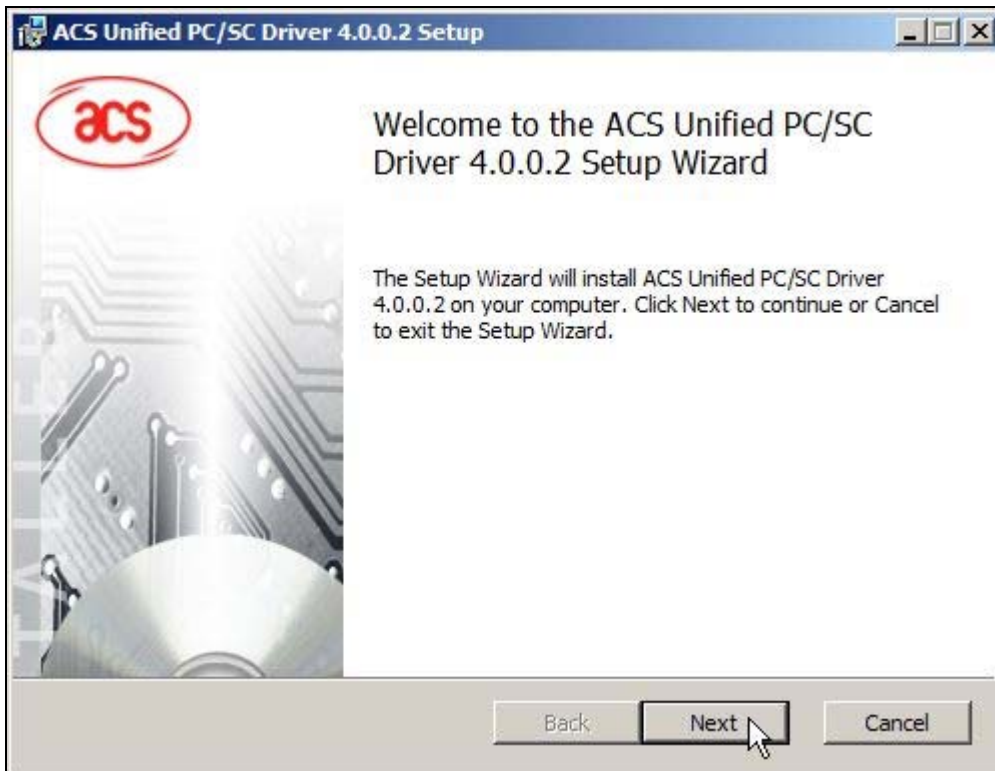 ACS Unified PC/SC Driver 4.0.0.2 Setup
acs
Welcome to the ACS Unified PC/SC
Driver 4.0.0.2 Setup Wizard
The Setup Wizard will install ACS Unified PC/SC Driver
4.0.0.2 on your computer. Click Next to continue or Cancel
to exit the Setup Wizard.
Back
Next
Cancel